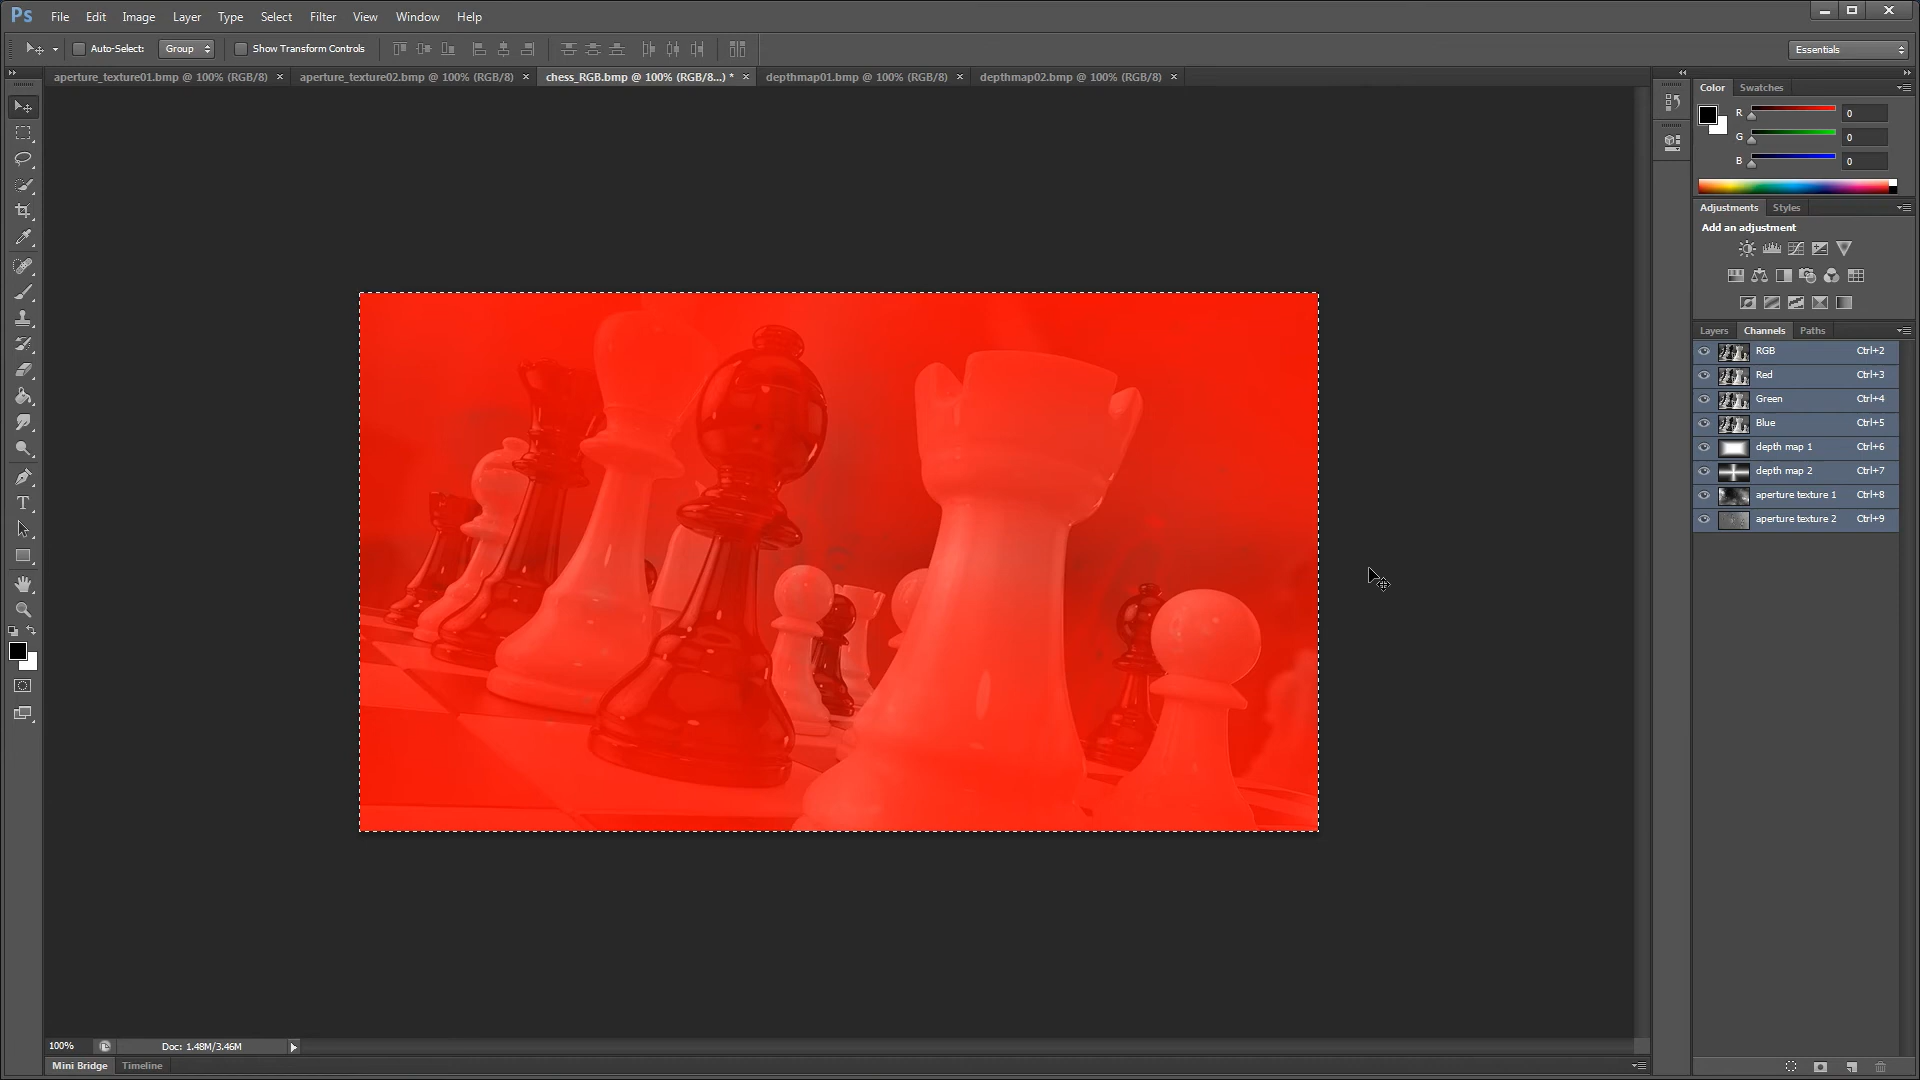 Ps File Edit Image Layer Type Select Filter View Window Help
Auto-Select: Group Show Transform Controls Essentials
aperture_texture01.bmp @ 100% (RGB/8) × aperture_texture02.bmp @ 100% (RGB/8) × chess_RGB.bmp @ 100% (RGB/8...) * × depthmap01.bmp @ 100% (RGB/8) × depthmap02.bmp @ 100% (RGB/8) ×
Color Swatches
R 0
G 0
B 0
Adjustments Styles
Add an adjustment
Layers Channels Paths
RGB Ctrl+2
Red Ctrl+3
Green Ctrl+4
Blue Ctrl+5
depth map 1 Ctrl+6
depth map 2 Ctrl+7
aperture texture 1 Ctrl+8
aperture texture 2 Ctrl+9
T
100% Doc: 1.48M/3.46M
Mini Bridge Timeline